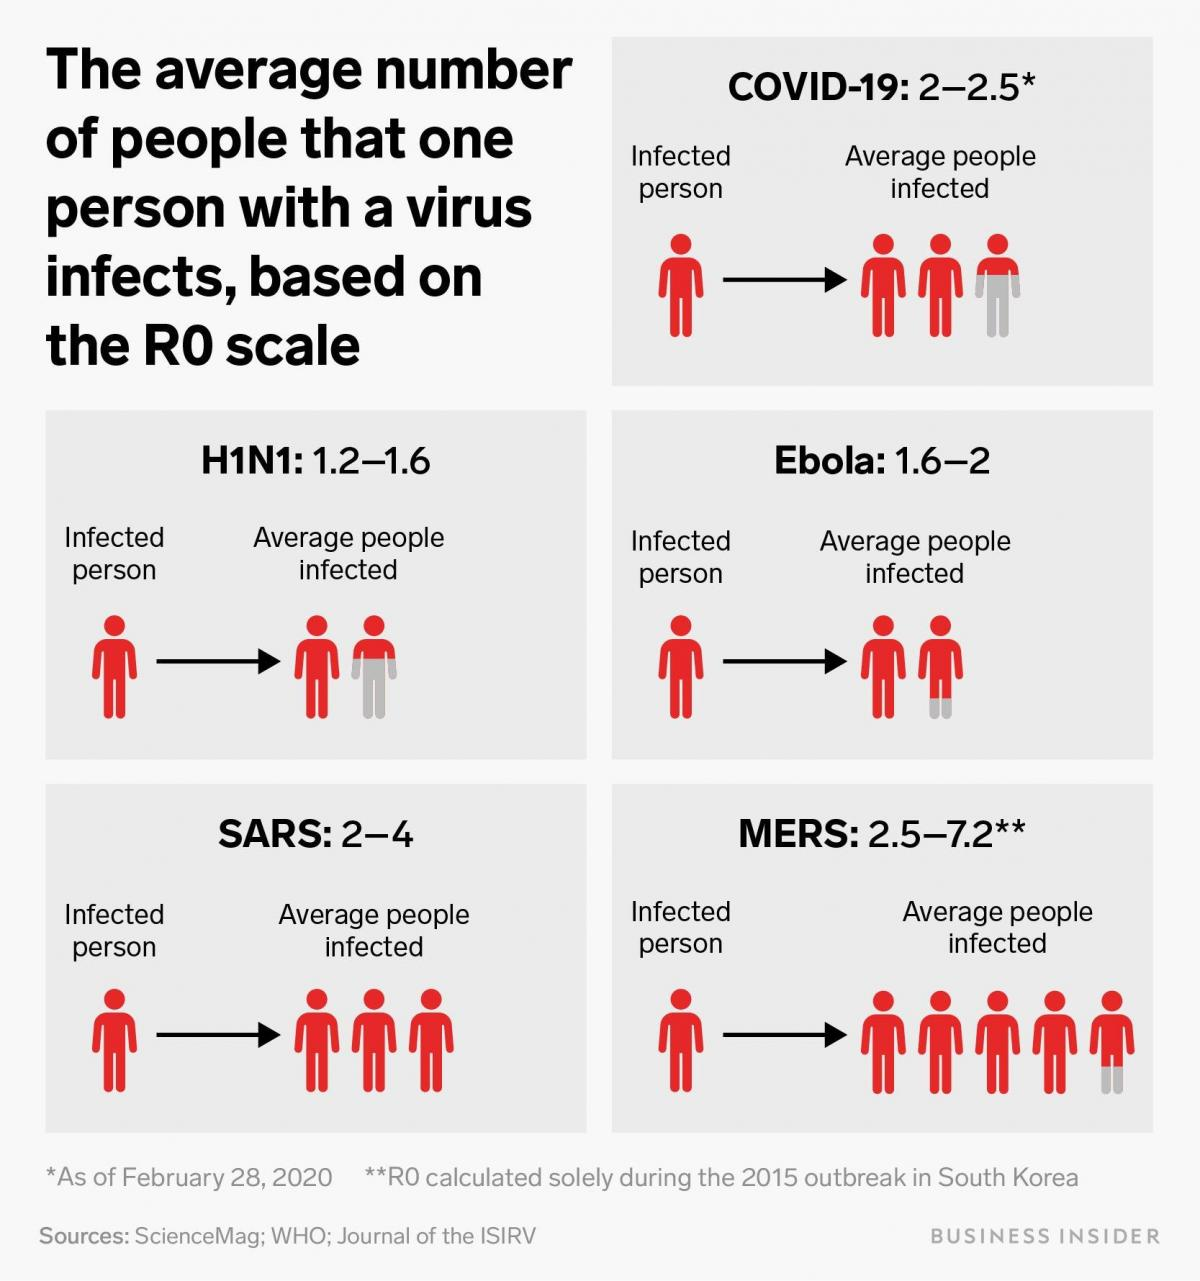 The average number
of people that one
person with a virus
infects, based on
the R0 scale
COVID-19: 2–2.5*
Infected
person
Average people
infected
H1N1: 1.2–1.6
Infected
person
Average people
infected
Ebola: 1.6–2
Infected
person
Average people
infected
SARS: 2–4
Infected
person
Average people
infected
MERS: 2.5–7.2**
Infected
person
Average people
infected
*As of February 28, 2020 **R0 calculated solely during the 2015 outbreak in South Korea
Sources: ScienceMag; WHO; Journal of the ISIRV
BUSINESS INSIDER